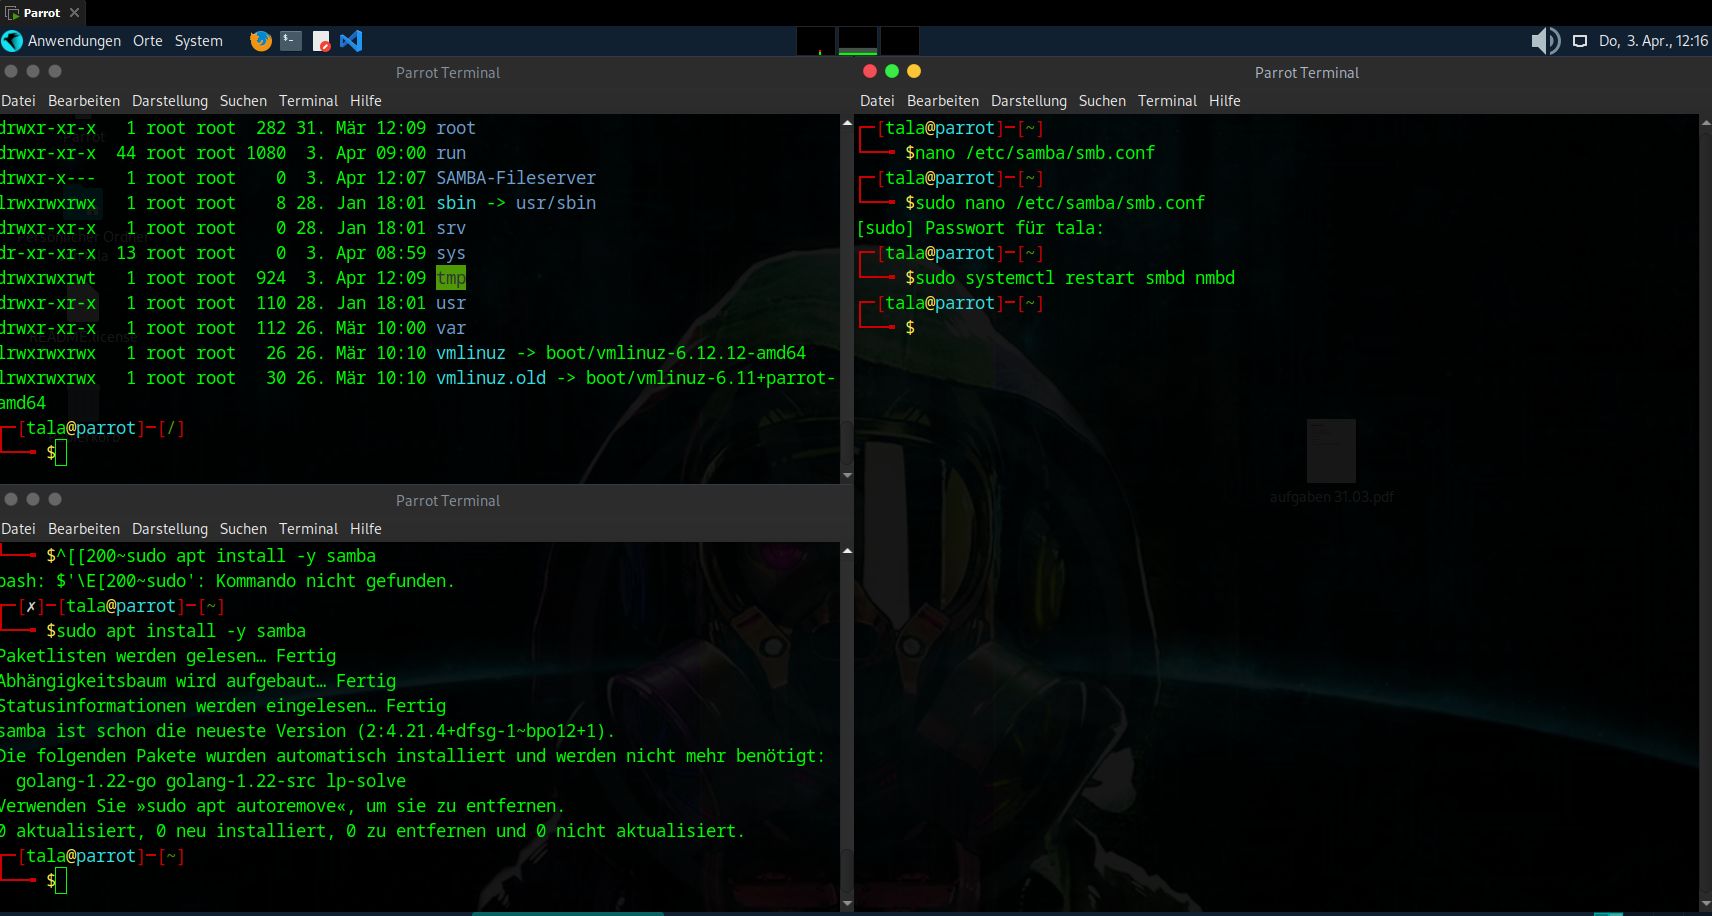 Parrot
Anwendungen Orte System
Do, 3. Apr., 12:16
Parrot Terminal
Datei Bearbeiten Darstellung Suchen Terminal Hilfe
drwxr-xr-x 1 root root 282 31. Mär 12:09 root
drwxr-xr-x 44 root root 1080 3. Apr 09:00 run
drwxr-x--- 1 root root 0 3. Apr 12:07 SAMBA-Fileserver
lrwxrwxrwx 1 root root 8 28. Jan 18:01 sbin -> usr/sbin
drwxr-xr-x 1 root root 0 28. Jan 18:01 srv
dr-xr-xr-x 13 root root 0 3. Apr 08:59 sys
drwxrwxrwt 1 root root 924 3. Apr 12:09 tmp
drwxr-xr-x 1 root root 110 28. Jan 18:01 usr
drwxr-xr-x 1 root root 112 26. Mär 10:00 var
lrwxrwxrwx 1 root root 26 26. Mär 10:10 vmlinuz -> boot/vmlinuz-6.12.12-amd64
lrwxrwxrwx 1 root root 30 26. Mär 10:10 vmlinuz.old -> boot/vmlinuz-6.11+parrot-
amd64
┌─[tala@parrot]─[/]
└──╼ $
Parrot Terminal
Datei Bearbeiten Darstellung Suchen Terminal Hilfe
└──╼ $^[[200~sudo apt install -y samba
bash: $'\E[200~sudo': Kommando nicht gefunden.
┌─[✗]─[tala@parrot]─[~]
└──╼ $sudo apt install -y samba
Paketlisten werden gelesen… Fertig
Abhängigkeitsbaum wird aufgebaut… Fertig
Statusinformationen werden eingelesen… Fertig
samba ist schon die neueste Version (2:4.21.4+dfsg-1~bpo12+1).
Die folgenden Pakete wurden automatisch installiert und werden nicht mehr benötigt:
golang-1.22-go golang-1.22-src lp-solve
Verwenden Sie »sudo apt autoremove«, um sie zu entfernen.
0 aktualisiert, 0 neu installiert, 0 zu entfernen und 0 nicht aktualisiert.
┌─[tala@parrot]─[~]
└──╼ $
Parrot Terminal
Datei Bearbeiten Darstellung Suchen Terminal Hilfe
┌─[tala@parrot]─[~]
└──╼ $nano /etc/samba/smb.conf
┌─[tala@parrot]─[~]
└──╼ $sudo nano /etc/samba/smb.conf
[sudo] Passwort für tala:
┌─[tala@parrot]─[~]
└──╼ $sudo systemctl restart smbd nmbd
┌─[tala@parrot]─[~]
└──╼ $
aufgaben 31.03.pdf